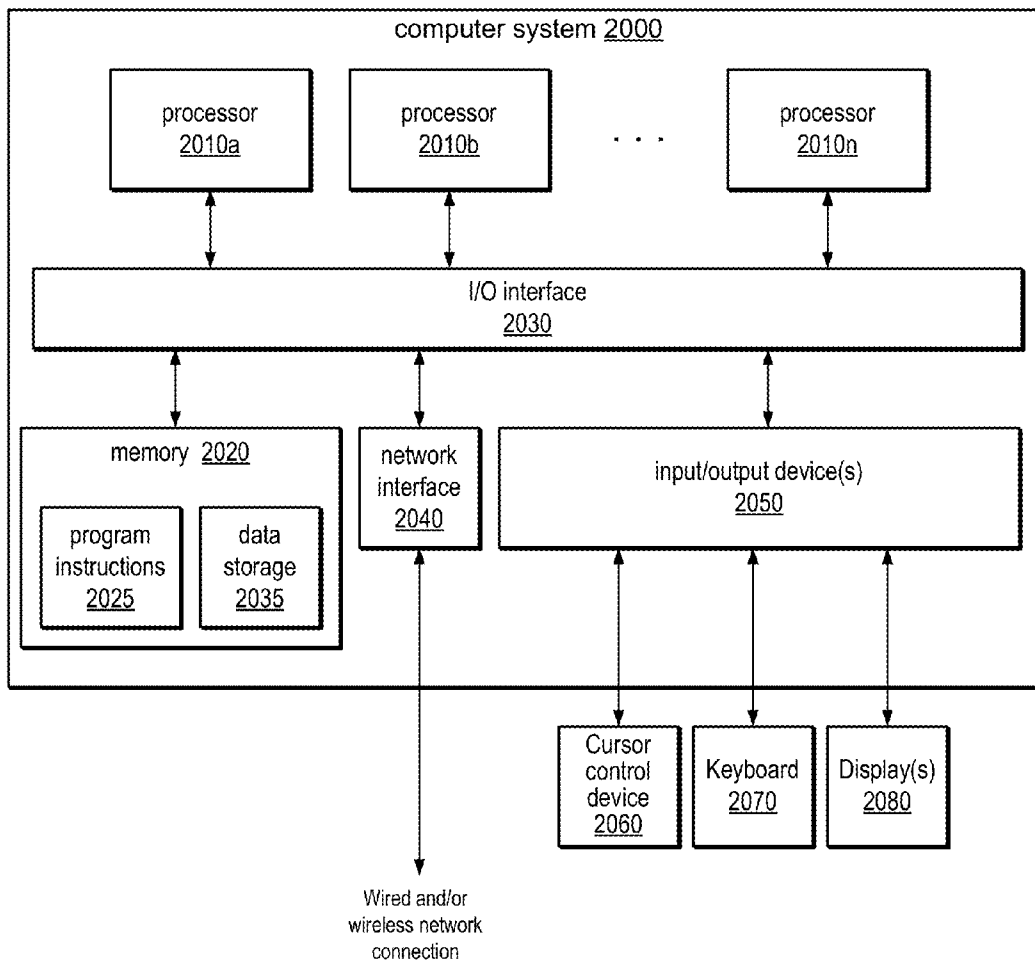 computer system 2000
processor
2010a
processor
2010b
. . .
processor
2010n
I/O interface
2030
memory 2020
program
instructions
2025
data
storage
2035
network
interface
2040
input/output device(s)
2050
Cursor
control
device
2060
Keyboard
2070
Display(s)
2080
Wired and/or
wireless network
connection